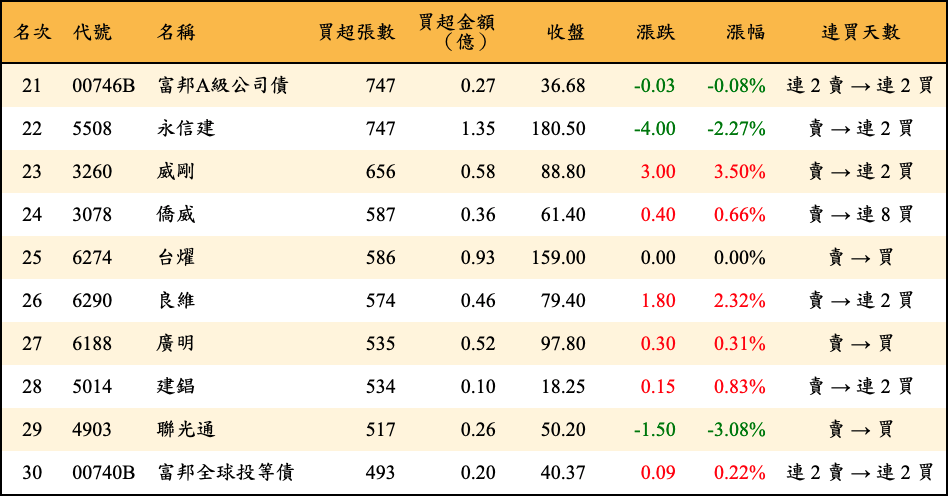 名次 代號 名稱 買超張數 買超金額（億） 收盤 漲跌 漲幅 連買天數
21 00746B 富邦A級公司債 747 0.27 36.68 -0.03 -0.08% 連 2 賣 → 連 2 買
22 5508 永信建 747 1.35 180.50 -4.00 -2.27% 賣 → 連 2 買
23 3260 威剛 656 0.58 88.80 3.00 3.50% 賣 → 連 2 買
24 3078 僑威 587 0.36 61.40 0.40 0.66% 賣 → 連 8 買
25 6274 台燿 586 0.93 159.00 0.00 0.00% 賣 → 買
26 6290 良維 574 0.46 79.40 1.80 2.32% 賣 → 連 2 買
27 6188 廣明 535 0.52 97.80 0.30 0.31% 賣 → 買
28 5014 建錩 534 0.10 18.25 0.15 0.83% 賣 → 連 2 買
29 4903 聯光通 517 0.26 50.20 -1.50 -3.08% 賣 → 買
30 00740B 富邦全球投等債 493 0.20 40.37 0.09 0.22% 連 2 賣 → 連 2 買